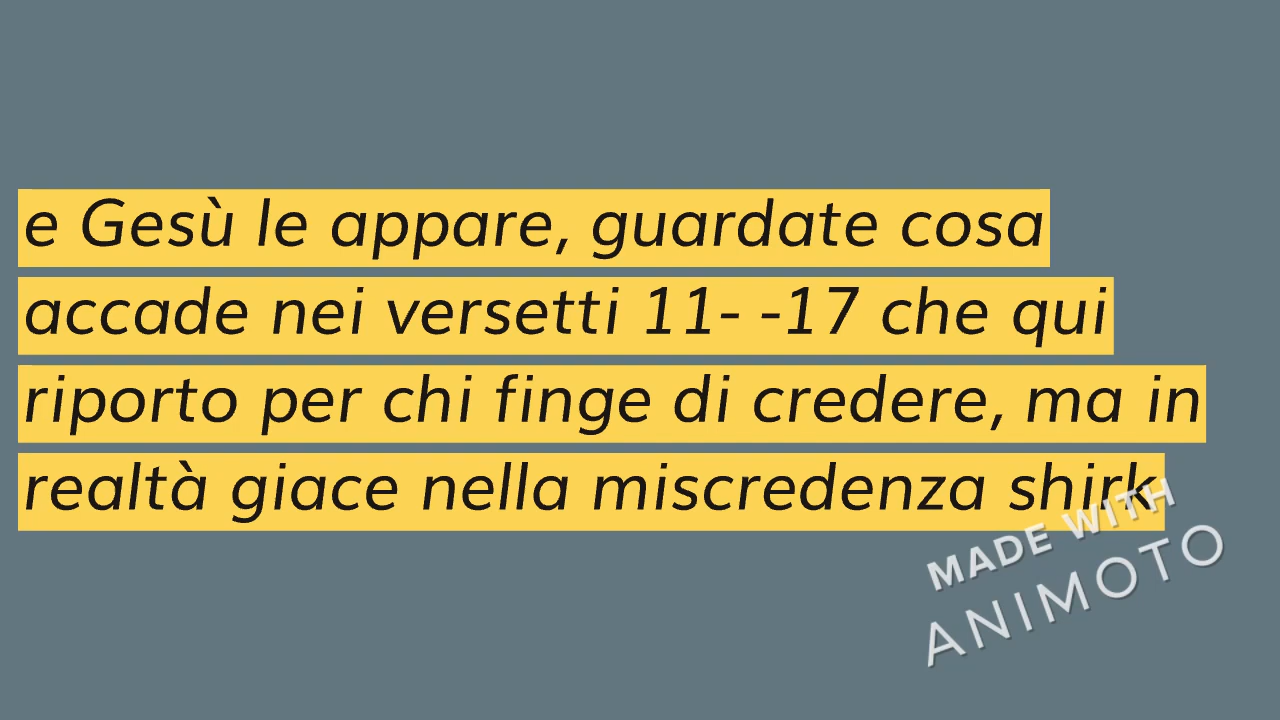 e Gesù le appare, guardate cosa
accade nei versetti 11- -17 che qui
riporto per chi finge di credere, ma in
realtà giace nella miscredenza shirk
MADE WITH
ANIMOTO